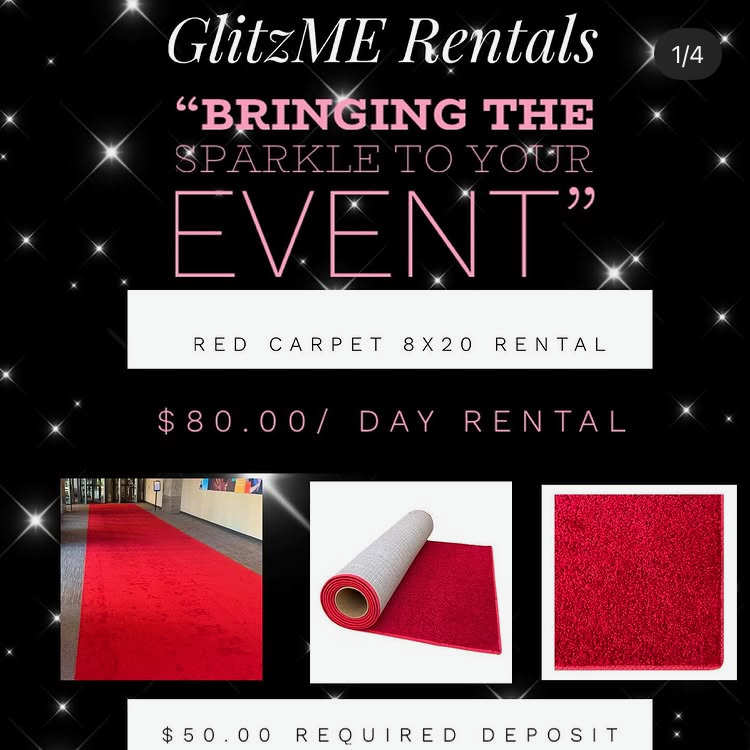 GlitzME Rentals
1/4
“BRINGING THE
SPARKLE TO YOUR
EVENT”
RED CARPET 8X20 RENTAL
$80.00/ DAY RENTAL
$50.00 REQUIRED DEPOSIT